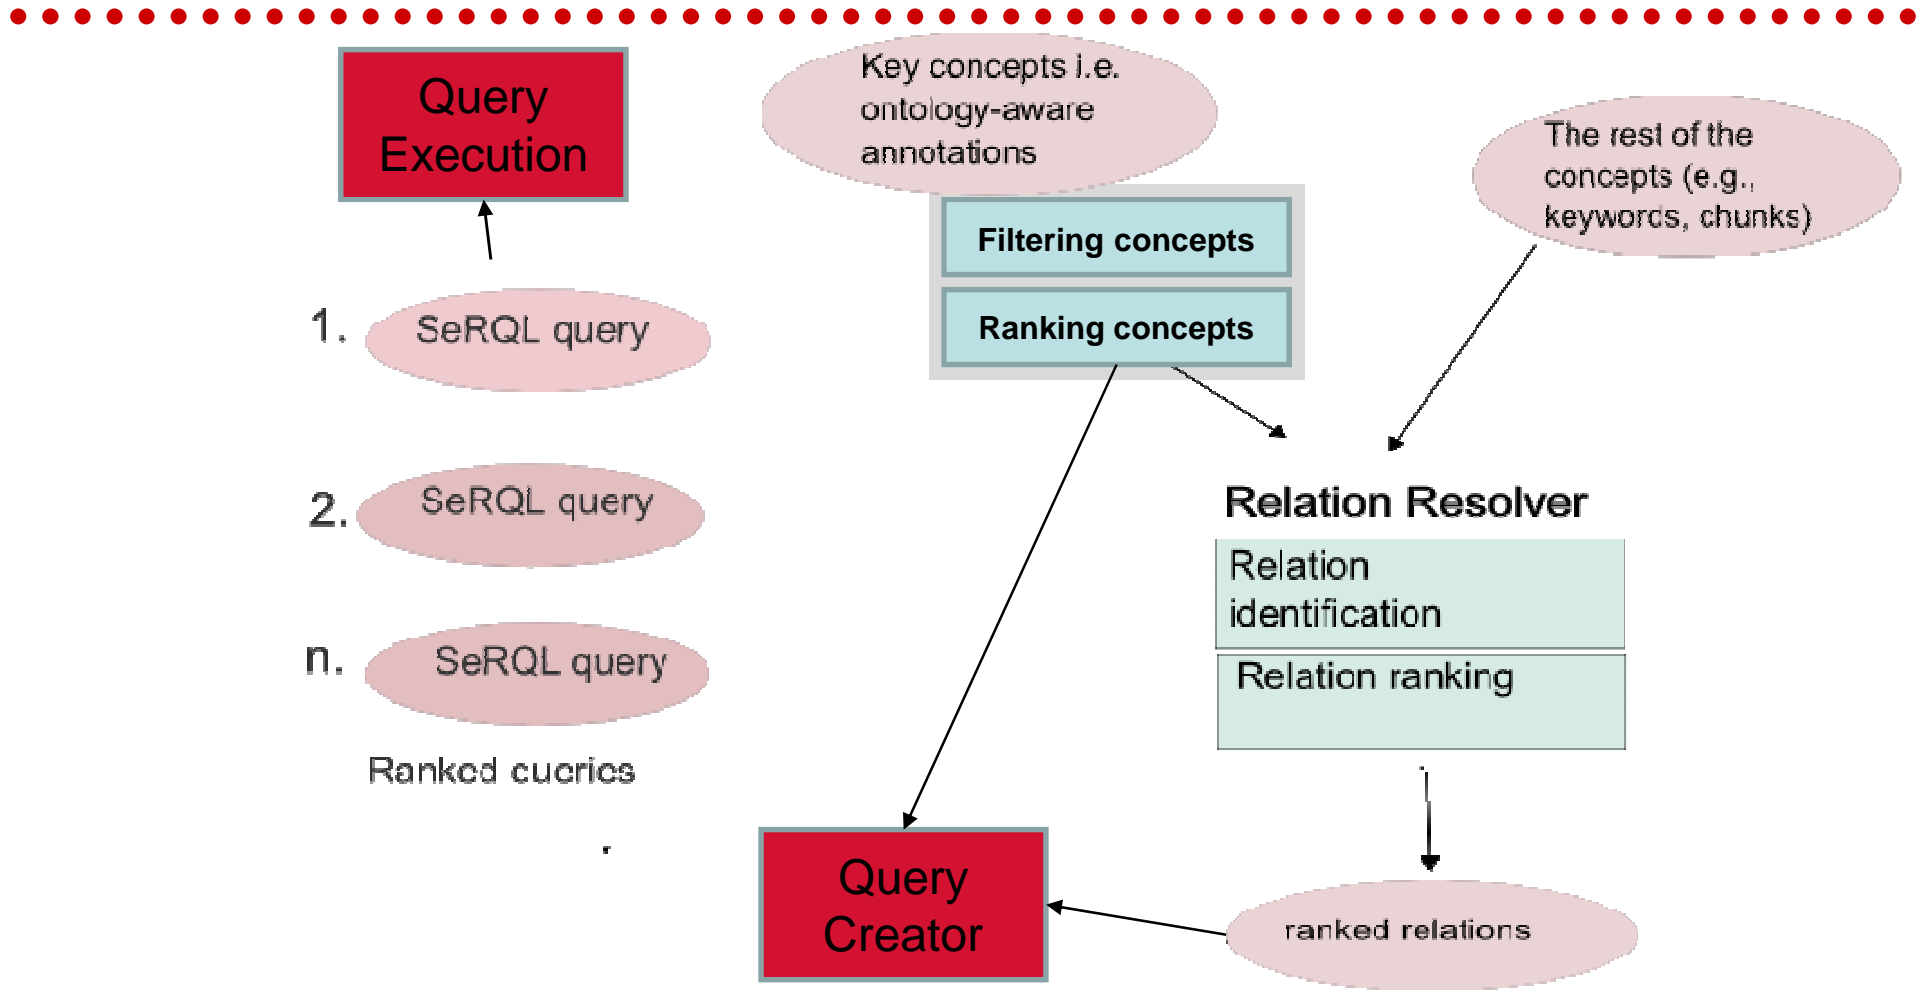 Query
Execution
Key concepts i.e.
ontology-aware
annotations
The rest of the
concepts (e.g.,
keywords, chunks)
Filtering concepts
Ranking concepts
1. SeRQL query
2. SeRQL query
n. SeRQL query
Ranked queries
Relation Resolver
Relation
identification
Relation ranking
Query
Creator
ranked relations